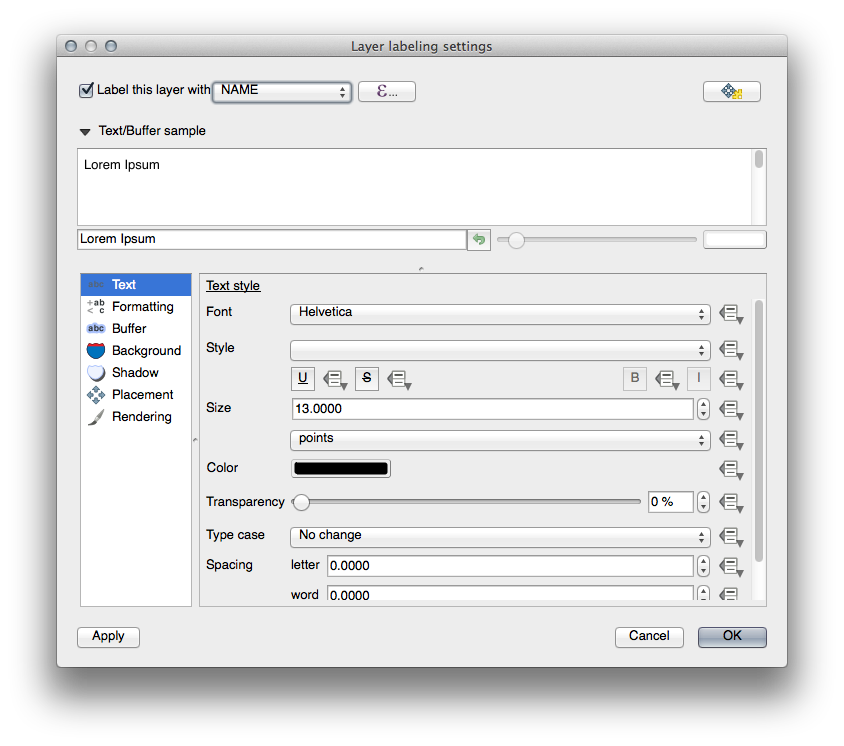 Layer labeling settings
Label this layer with NAME ε...
Text/Buffer sample
Lorem Ipsum
Lorem Ipsum
abc Text
+ab < c Formatting
abc Buffer
Background
Shadow
Placement
Rendering
Text style
Font Helvetica
Style
U S B I
Size 13.0000
points
Color
Transparency 0 %
Type case No change
Spacing letter 0.0000
word 0.0000
Apply Cancel OK